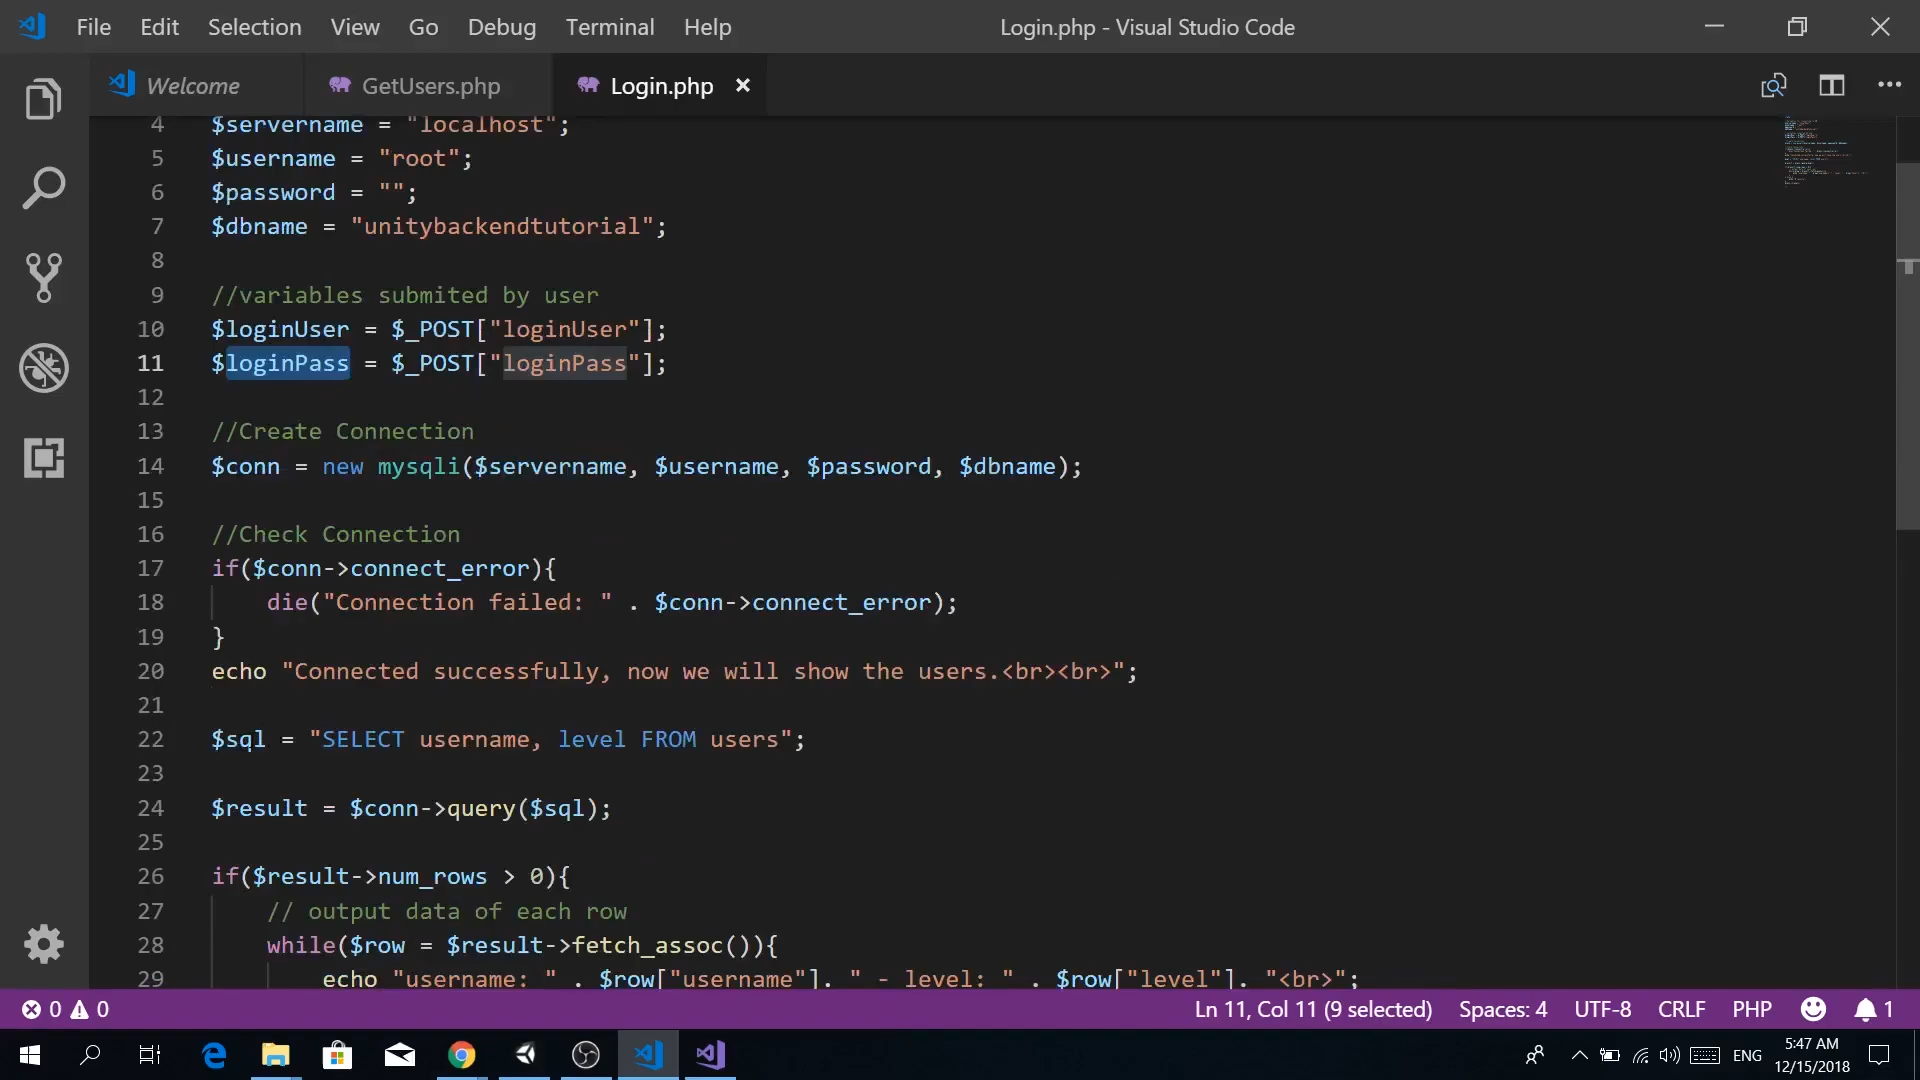 File Edit Selection View Go Debug Terminal Help Login.php - Visual Studio Code
Welcome GetUsers.php Login.php
4 $servername = "localhost";
5 $username = "root";
6 $password = "";
7 $dbname = "unitybackendtutorial";
8
9 //variables submited by user
10 $loginUser = $_POST["loginUser"];
11 $loginPass = $_POST["loginPass"];
12
13 //Create Connection
14 $conn = new mysqli($servername, $username, $password, $dbname);
15
16 //Check Connection
17 if($conn->connect_error){
18 die("Connection failed: " . $conn->connect_error);
19 }
20 echo "Connected successfully, now we will show the users.<br><br>";
21
22 $sql = "SELECT username, level FROM users";
23
24 $result = $conn->query($sql);
25
26 if($result->num_rows > 0){
27 // output data of each row
28 while($row = $result->fetch_assoc()){
29 echo "username: " . $row["username"]. " - level: " . $row["level"]. "<br>";
0 0 Ln 11, Col 11 (9 selected) Spaces: 4 UTF-8 CRLF PHP 1
ENG 5:47 AM
12/15/2018